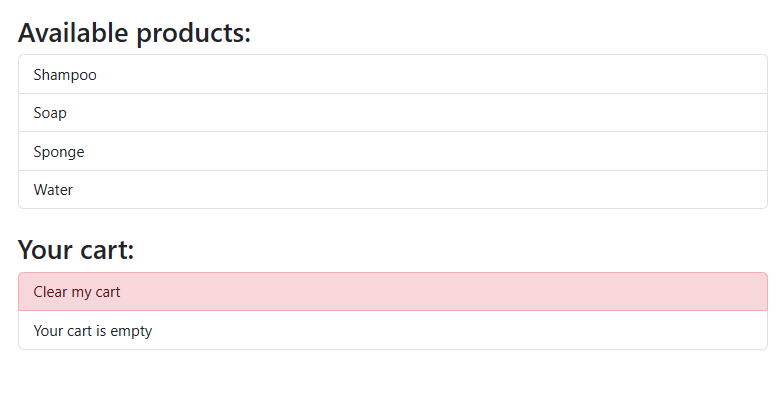 Available products:
Shampoo
Soap
Sponge
Water
Your cart:
Clear my cart
Your cart is empty